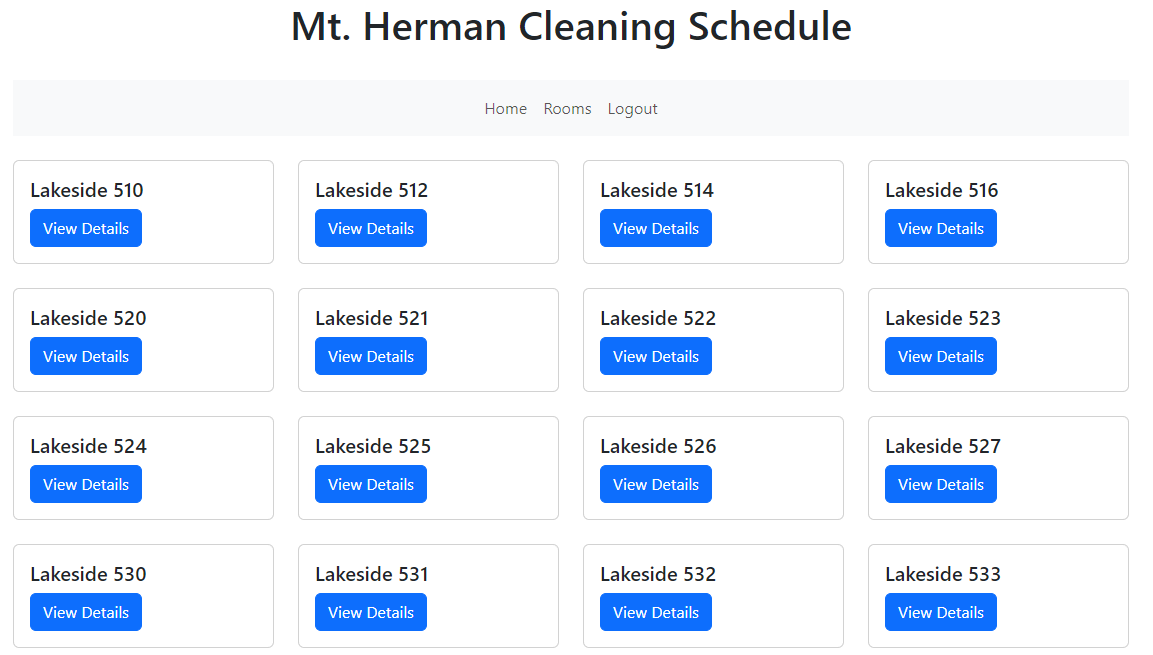 Mt. Herman Cleaning Schedule
Home Rooms Logout
Lakeside 510
View Details
Lakeside 512
View Details
Lakeside 514
View Details
Lakeside 516
View Details
Lakeside 520
View Details
Lakeside 521
View Details
Lakeside 522
View Details
Lakeside 523
View Details
Lakeside 524
View Details
Lakeside 525
View Details
Lakeside 526
View Details
Lakeside 527
View Details
Lakeside 530
View Details
Lakeside 531
View Details
Lakeside 532
View Details
Lakeside 533
View Details